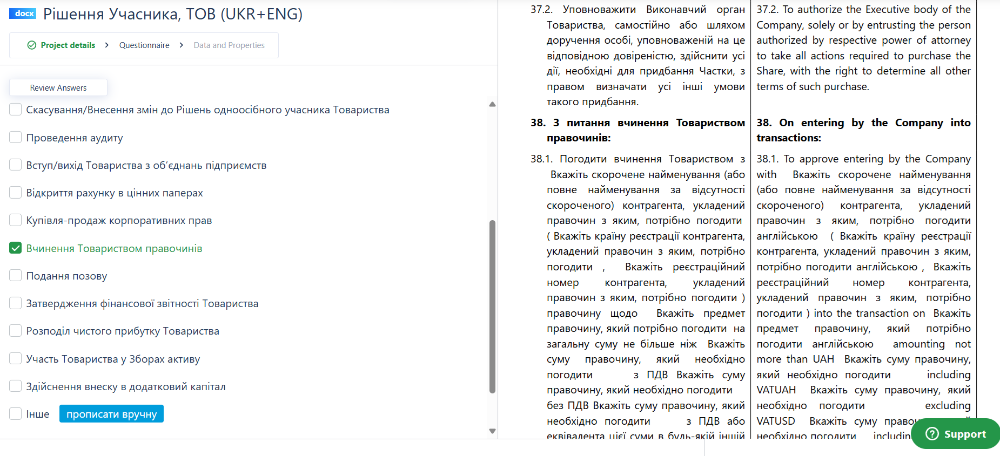 docx Рішення Учасника, ТОВ (UKR+ENG)
Project details > Questionnaire > Data and Properties
Review Answers
Скасування/Внесення змін до Рішень одноосібного учасника Товариства
Проведення аудиту
Вступ/вихід Товариства з об’єднань підприємств
Відкриття рахунку в цінних паперах
Купівля-продаж корпоративних прав
Вчинення Товариством правочинів
Подання позову
Затвердження фінансової звітності Товариства
Розподіл чистого прибутку Товариства
Участь Товариства у Зборах активу
Здійснення внеску в додатковий капітал
Інше прописати вручну
37.2. Уповноважити Виконавчий орган
Товариства, самостійно або шляхом
доручення особі, уповноваженій на це
відповідною довіреністю, здійснити усі
дії, необхідні для придбання Частки, з
правом визначати усі інші умови
такого придбання.
38. З питання вчинення Товариством
правочинів:
38.1. Погодити вчинення Товариством з
Вкажіть скорочене найменування (або
повне найменування за відсутності
скороченого) контрагента, укладений
правочин з яким, потрібно погодити
( Вкажіть країну реєстрації контрагента,
укладений правочин з яким, потрібно
погодити , Вкажіть реєстраційний
номер контрагента, укладений
правочин з яким, потрібно погодити )
правочину щодо Вкажіть предмет
правочину, який потрібно погодити на
загальну суму не більше ніж Вкажіть
суму правочину, який необхідно
погодити з ПДВ Вкажіть суму
правочину, який необхідно погодити
без ПДВ Вкажіть суму правочину, який
необхідно погодити з ПДВ або
еквівалента цієї суми в будь-якій іншій
37.2. To authorize the Executive body of the
Company, solely or by entrusting the person
authorized by respective power of attorney
to take all actions required to purchase the
Share, with the right to determine all other
terms of such purchase.
38. On entering by the Company into
transactions:
38.1. To approve entering by the Company
with Вкажіть скорочене найменування
(або повне найменування за відсутності
скороченого) контрагента, укладений
правочин з яким, потрібно погодити
англійською ( Вкажіть країну реєстрації
контрагента, укладений правочин з яким,
потрібно погодити англійською , Вкажіть
реєстраційний номер контрагента,
укладений правочин з яким, потрібно
погодити ) into the transaction on Вкажіть
предмет правочину, який потрібно
погодити англійською amounting not
more than UAH Вкажіть суму правочину,
який необхідно погодити including
VATUAH Вкажіть суму правочину, який
необхідно погодити excluding
VATUSD Вкажіть суму
необхідно погодити
Support